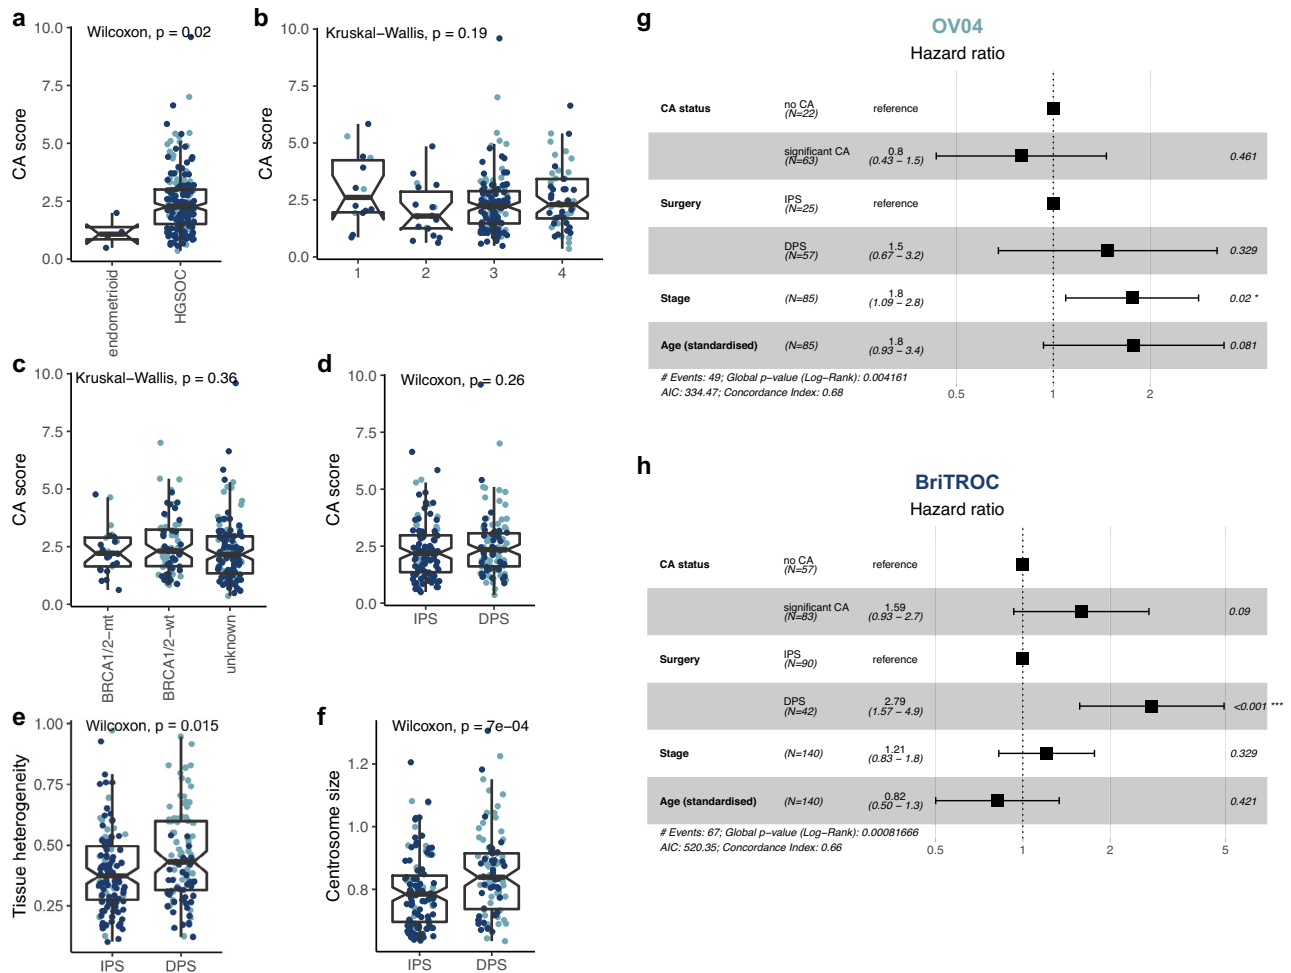 a
Wilcoxon, p = 0.02
CA score
10.0
7.5
5.0
2.5
0.0
endometrioid
HGSOC
b
Kruskal−Wallis, p = 0.19
CA score
10.0
7.5
5.0
2.5
0.0
1 2 3 4
c
Kruskal−Wallis, p = 0.36
CA score
10.0
7.5
5.0
2.5
0.0
BRCA1/2−mt
BRCA1/2−wt
unknown
d
Wilcoxon, p = 0.26
CA score
10.0
7.5
5.0
2.5
0.0
IPS DPS
e
Wilcoxon, p = 0.015
Tissue heterogeneity
1.00
0.75
0.50
0.25
IPS DPS
f
Wilcoxon, p = 7e−04
Centrosome size
1.2
1.0
0.8
IPS DPS
g
OV04
Hazard ratio
CA status no CA reference
(N=22)
significant CA 0.8 0.461
(N=63) (0.43 − 1.5)
Surgery IPS reference
(N=25)
DPS 1.5 0.329
(N=57) (0.67 − 3.2)
Stage (N=85) 1.8 0.02 *
(1.09 − 2.8)
Age (standardised) (N=85) 1.8 0.081
(0.93 − 3.4)
# Events: 49; Global p−value (Log−Rank): 0.004161
AIC: 334.47; Concordance Index: 0.68
0.5 1 2
h
BriTROC
Hazard ratio
CA status no CA reference
(N=57)
significant CA 1.59 0.09
(N=83) (0.93 − 2.7)
Surgery IPS reference
(N=90)
DPS 2.79 <0.001 ***
(N=42) (1.57 − 4.9)
Stage (N=140) 1.21 0.329
(0.83 − 1.8)
Age (standardised) (N=140) 0.82 0.421
(0.50 − 1.3)
# Events: 67; Global p−value (Log−Rank): 0.00081666
AIC: 520.35; Concordance Index: 0.66
0.5 1 2 5